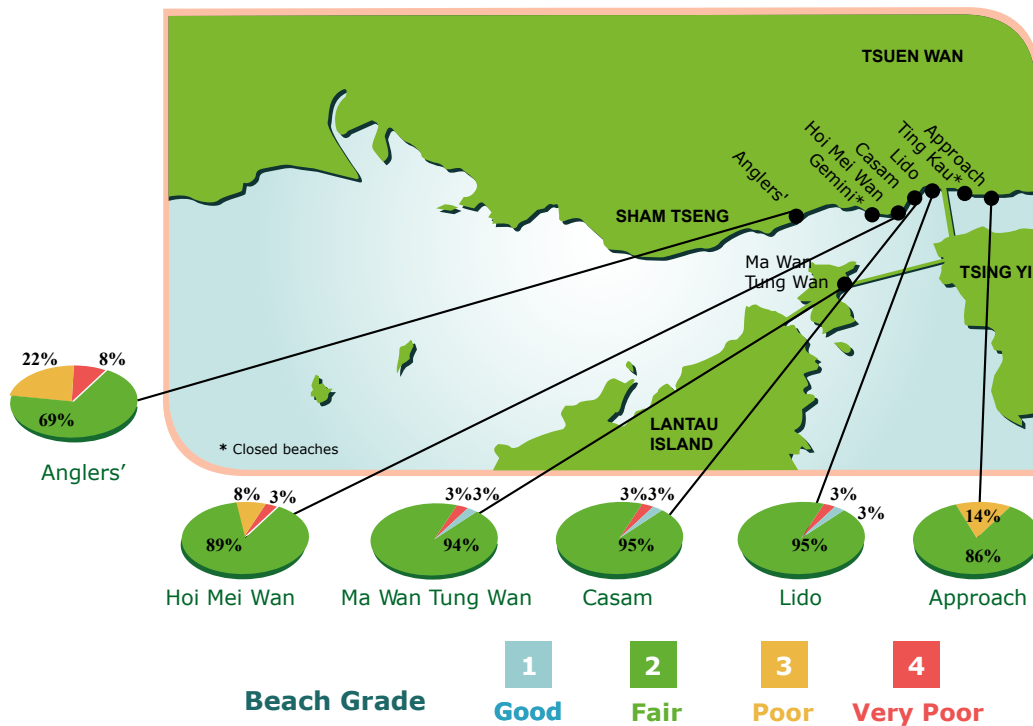 TSUEN WAN
Anglers'
Gemini*
Hoi Mei Wan
Casam
Lido
Ting Kau*
Approach
SHAM TSENG
Ma Wan
Tung Wan
TSING YI
LANTAU
ISLAND
* Closed beaches
22%
8%
69%
Anglers’
8%
3%
89%
Hoi Mei Wan
3%
3%
94%
Ma Wan Tung Wan
3%
3%
95%
Casam
3%
3%
95%
Lido
14%
86%
Approach
Beach Grade
1
Good
2
Fair
3
Poor
4
Very Poor